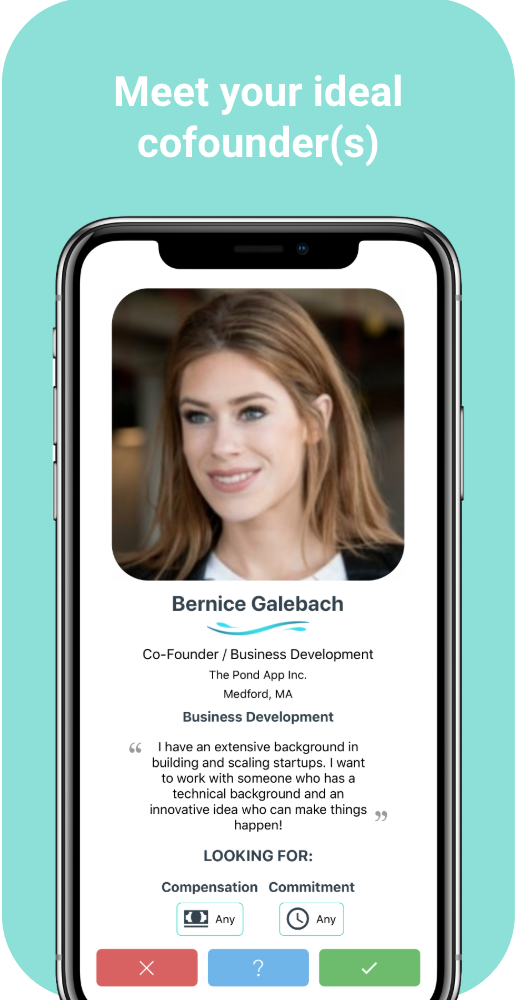 Meet your ideal
cofounder(s)
Bernice Galebach
Co-Founder / Business Development
The Pond App Inc.
Medford, MA
Business Development
“ I have an extensive background in
building and scaling startups. I want
to work with someone who has a
technical background and an
innovative idea who can make things
happen! ”
LOOKING FOR:
Compensation Commitment
Any Any
?